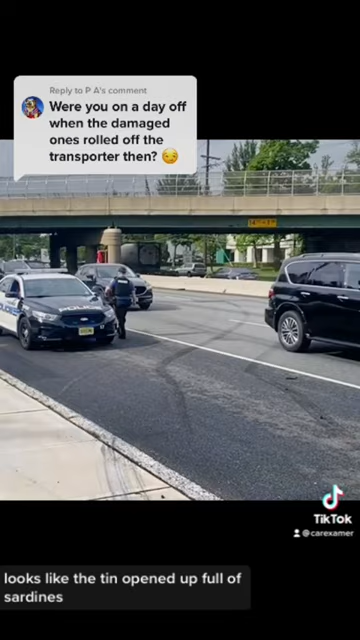 Reply to P A's comment
Were you on a day off
when the damaged
ones rolled off the
transporter then? 😏
POLICE
TikTok
@carexamer
looks like the tin opened up full of
sardines